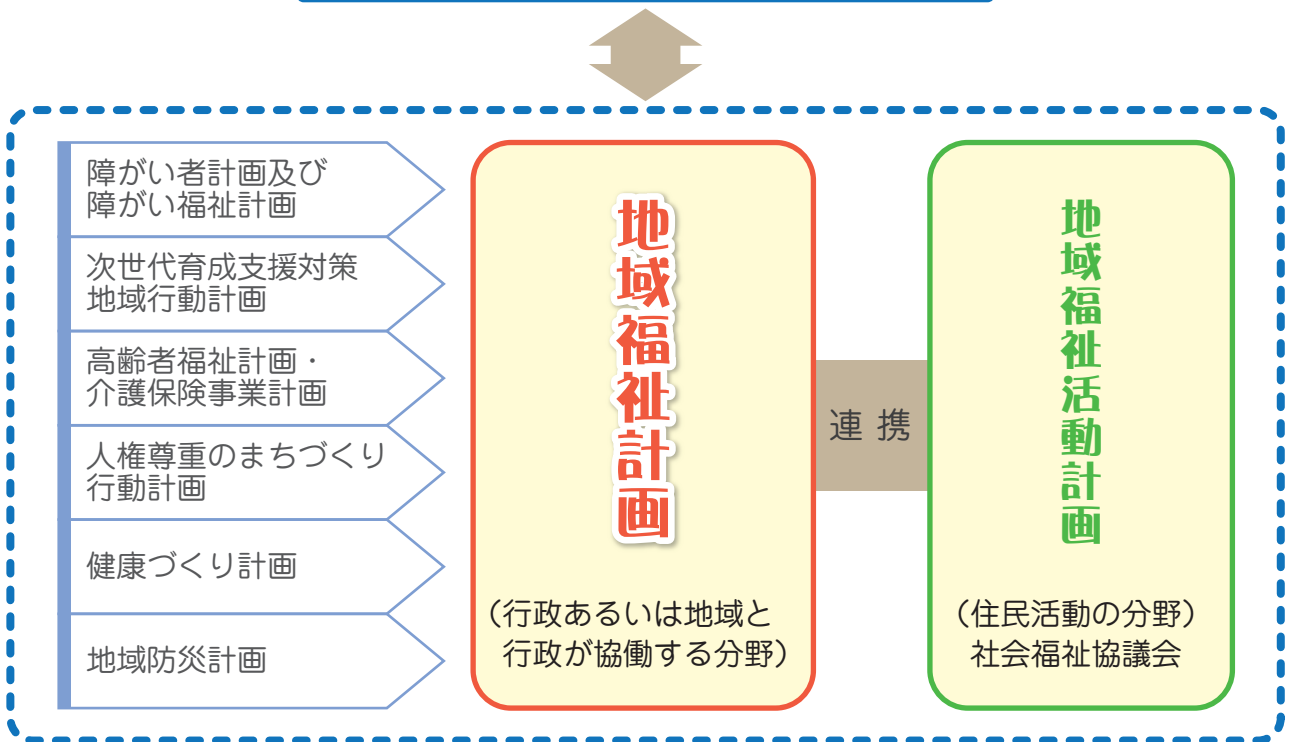 障がい者計画及び
障がい福祉計画
次世代育成支援対策
地域行動計画
高齢者福祉計画・
介護保険事業計画
人権尊重のまちづくり
行動計画
健康づくり計画
地域防災計画
地域福祉計画
（行政あるいは地域と
行政が協働する分野）
連携
地域福祉活動計画
（住民活動の分野）
社会福祉協議会